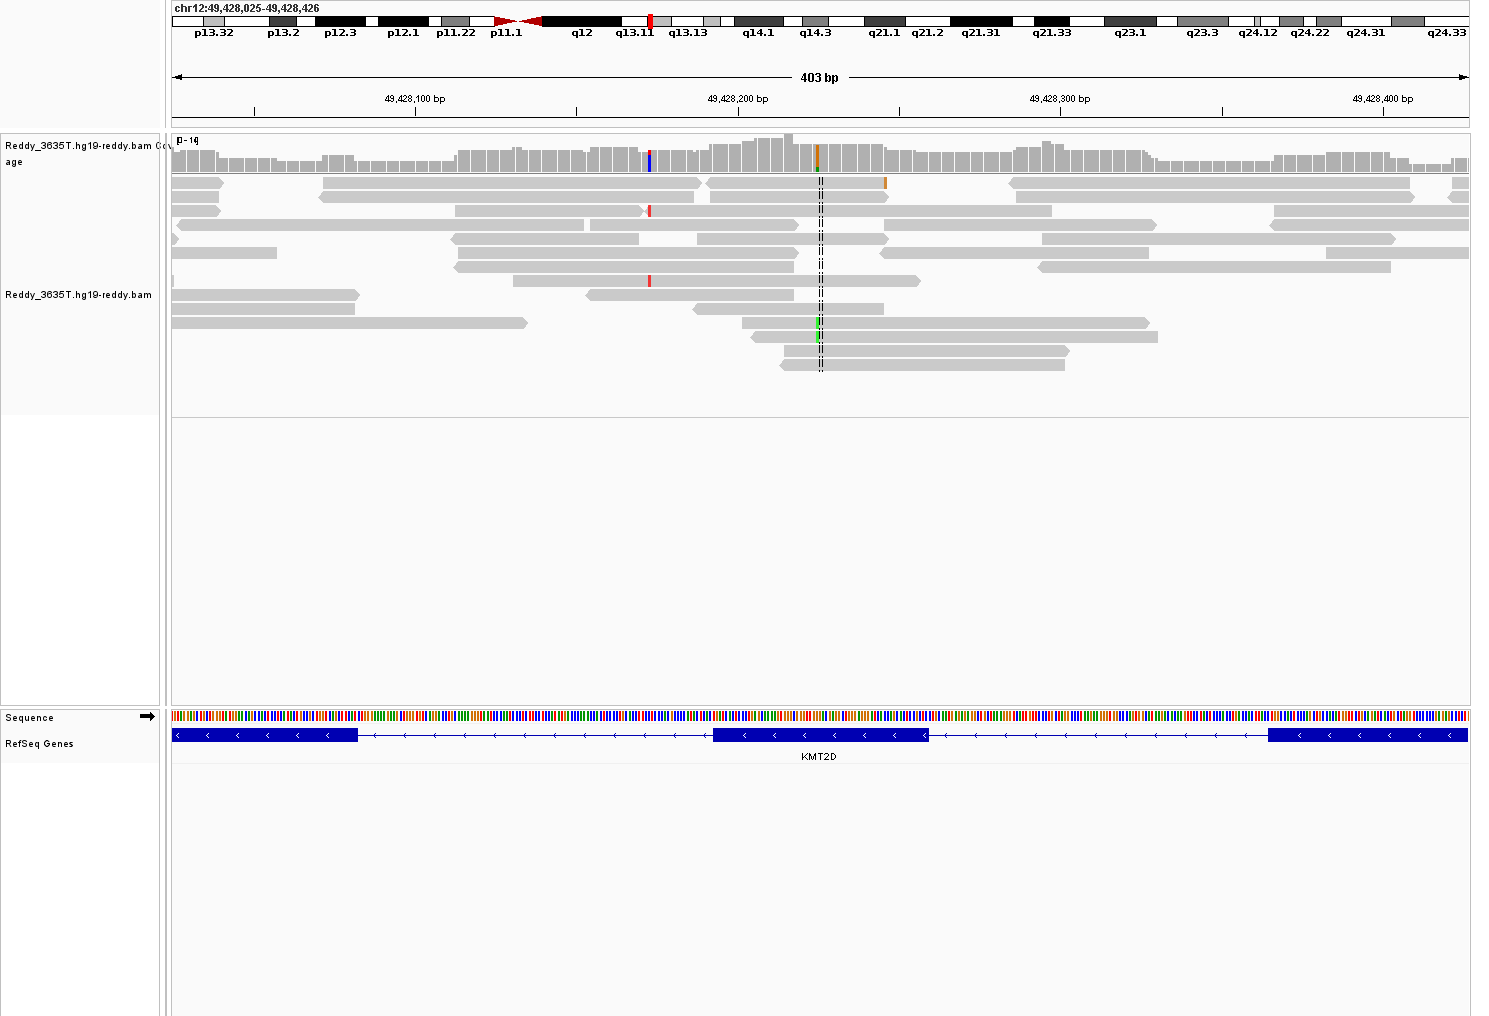 chr12:49,428,025-49,428,426
p13.32 p13.2 p12.3 p12.1 p11.22 p11.1 q12 q13.11 q13.13 q14.1 q14.3 q21.1 q21.2 q21.31 q21.33 q23.1 q23.3 q24.12 q24.22 q24.31 q24.33
403 bp
49,428,100 bp 49,428,200 bp 49,428,300 bp 49,428,400 bp
Reddy_3635T.hg19-reddy.bam Cov
age
Reddy_3635T.hg19-reddy.bam
Sequence
RefSeq Genes
KMT2D